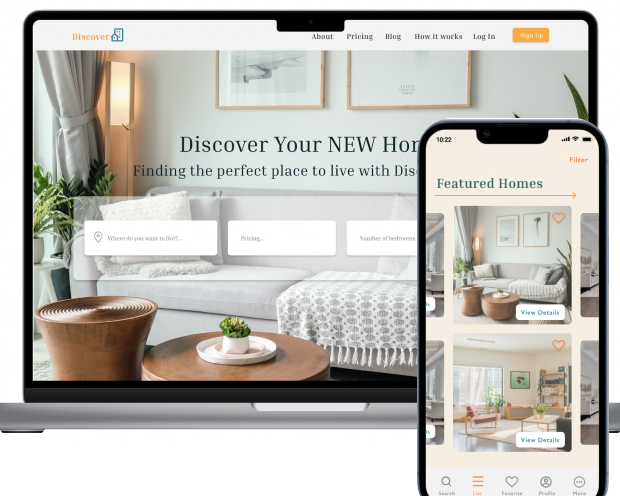 Discover
About Pricing Blog How it works Log In Sign Up
Discover Your NEW Hor
Finding the perfect place to live with Disc
Where do you want to live?...
Pricing...
Number of bedrooms
10:22
Filter
Featured Homes
View Details
View Details
Search List Favorite Profile More